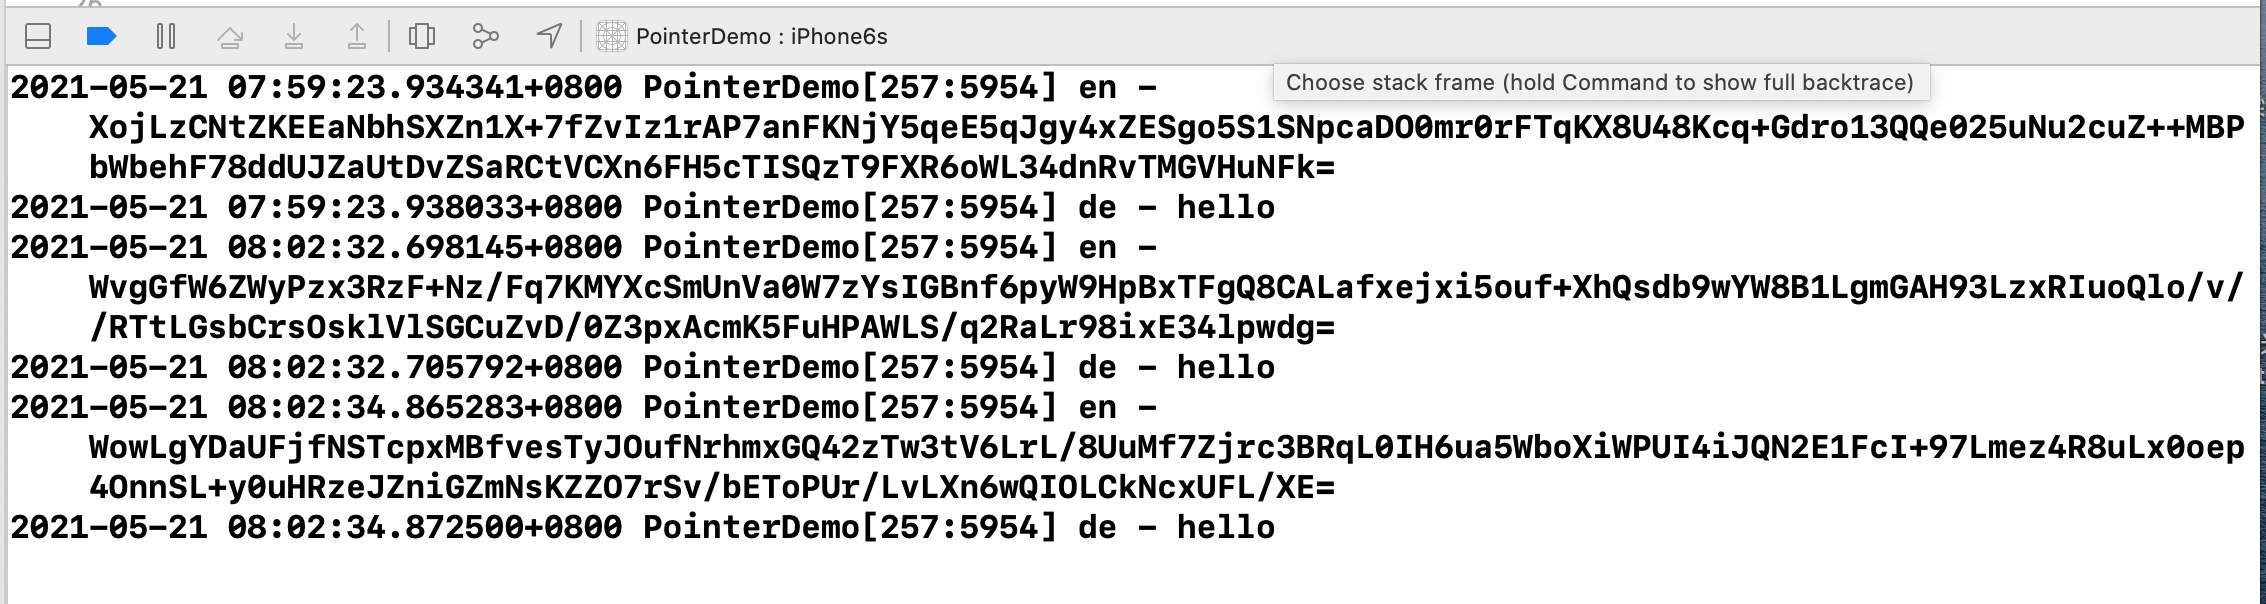 PointerDemo : iPhone6s
Choose stack frame (hold Command to show full backtrace)
2021-05-21 07:59:23.934341+0800 PointerDemo[257:5954] en -
XojLzCNtZKEEaNbhSXZn1X+7fZvIz1rAP7anFKNjY5qeE5qJgy4xZESgo5S1SNpcaDO0mr0rFTqKX8U48Kcq+Gdro13QQe025uNu2cuZ++MBP
bWbehF78ddUJZaUtDvZSaRCtVCXn6FH5cTISQzT9FXR6oWL34dnRvTMGVHuNFk=
2021-05-21 07:59:23.938033+0800 PointerDemo[257:5954] de - hello
2021-05-21 08:02:32.698145+0800 PointerDemo[257:5954] en -
WvgGfW6ZWyPzx3RzF+Nz/Fq7KMYXcSmUnVa0W7zYsIGBnf6pyW9HpBxTFgQ8CALafxejxi5ouf+XhQsdb9wYW8B1LgmGAH93LzxRIuoQlo/v/
/RTtLGsbCrsOsklVlSGCuZvD/0Z3pxAcmK5FuHPAWLS/q2RaLr98ixE34lpwdg=
2021-05-21 08:02:32.705792+0800 PointerDemo[257:5954] de - hello
2021-05-21 08:02:34.865283+0800 PointerDemo[257:5954] en -
WowLgYDaUFjfNSTcpxMBfvesTyJOufNrhmxGQ42zTw3tV6LrL/8UuMf7Zjrc3BRqL0IH6ua5WboXiWPUI4iJQN2E1FcI+97Lmez4R8uLx0oep
4OnnSL+y0uHRzeJZniGZmNsKZZO7rSv/bEToPUr/LvLXn6wQIOLCkNcxUFL/XE=
2021-05-21 08:02:34.872500+0800 PointerDemo[257:5954] de - hello